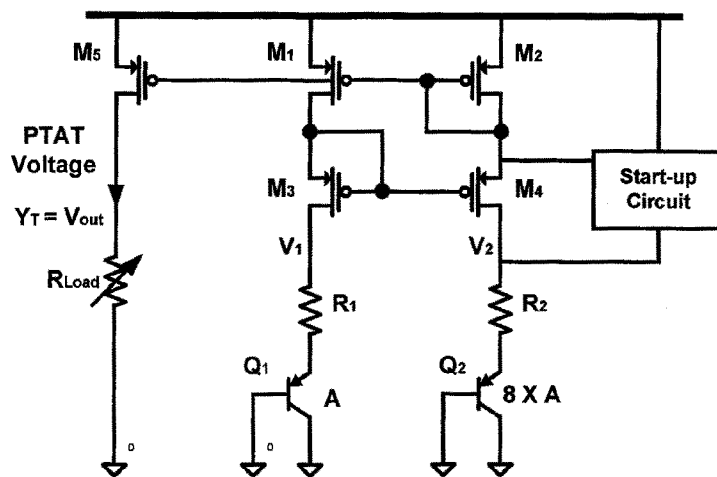 M5
M1
M2
PTAT
Voltage
YT = Vout
RLoad
M3
M4
Start-up
Circuit
V1
V2
R1
R2
Q1
A
Q2
8 X A